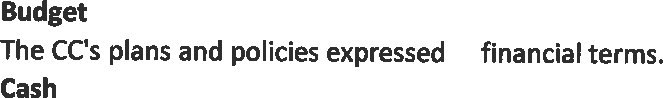 Budget
The CC's plans and policies expressed financial terms.
Cash